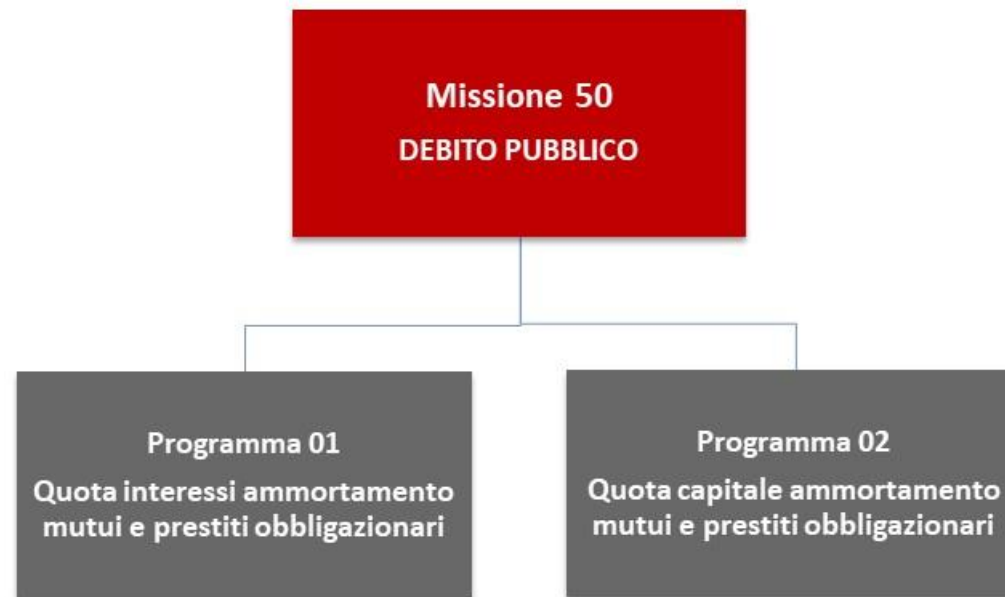 Missione 50
DEBITO PUBBLICO
Programma 01
Quota interessi ammortamento
mutui e prestiti obbligazionari
Programma 02
Quota capitale ammortamento
mutui e prestiti obbligazionari